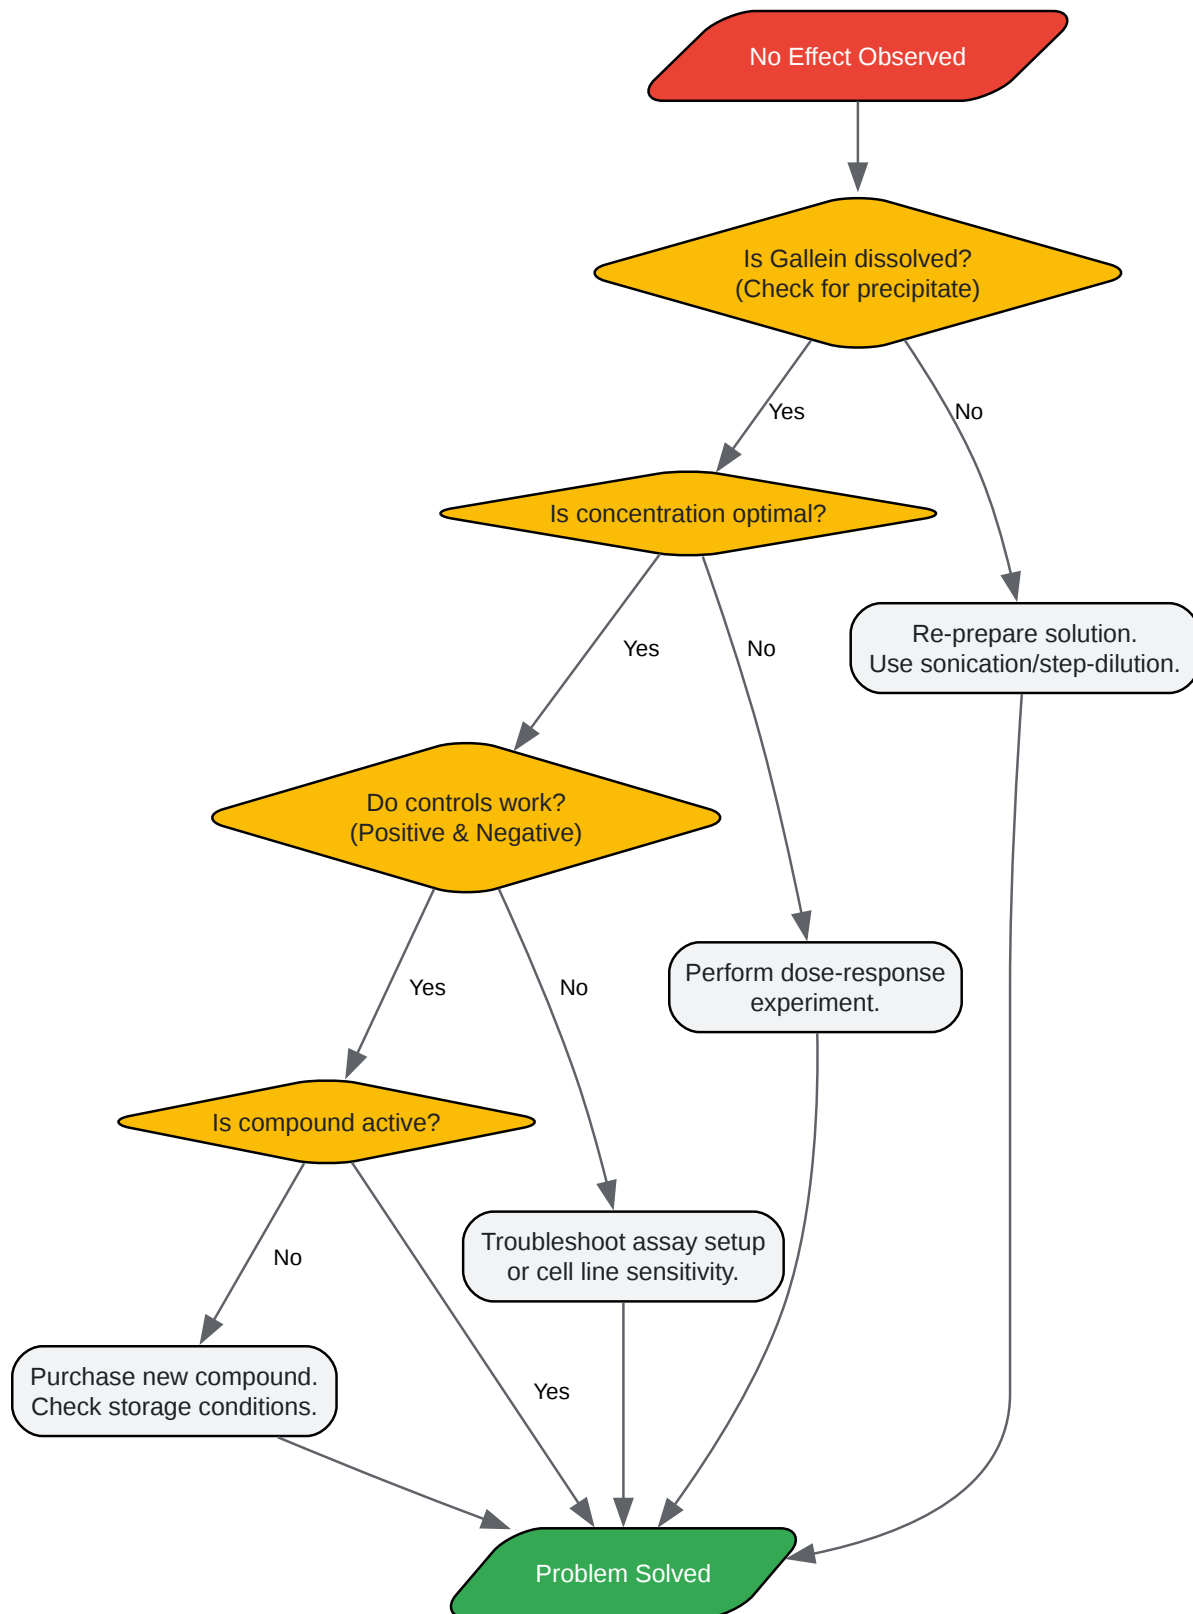 No Effect Observed
Is Gallein dissolved?
(Check for precipitate)
Yes
No
Is concentration optimal?
Re-prepare solution.
Use sonication/step-dilution.
Yes
No
Do controls work?
(Positive & Negative)
Perform dose-response
experiment.
Yes
No
Is compound active?
Troubleshoot assay setup
or cell line sensitivity.
No
Purchase new compound.
Check storage conditions.
Yes
Problem Solved